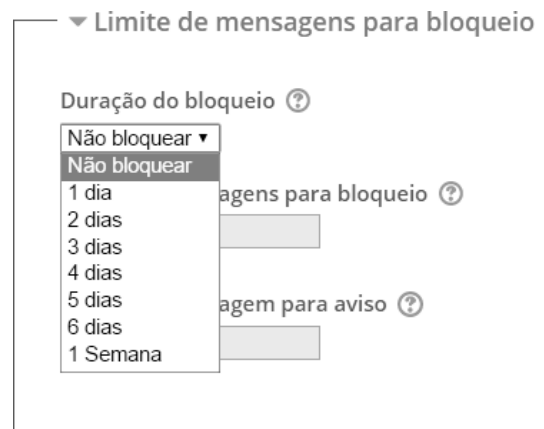 Limite de mensagens para bloqueio
Duração do bloqueio
Não bloquear
Não bloquear
1 dia
agens para bloqueio
2 dias
3 dias
4 dias
5 dias
agem para aviso
6 dias
1 Semana